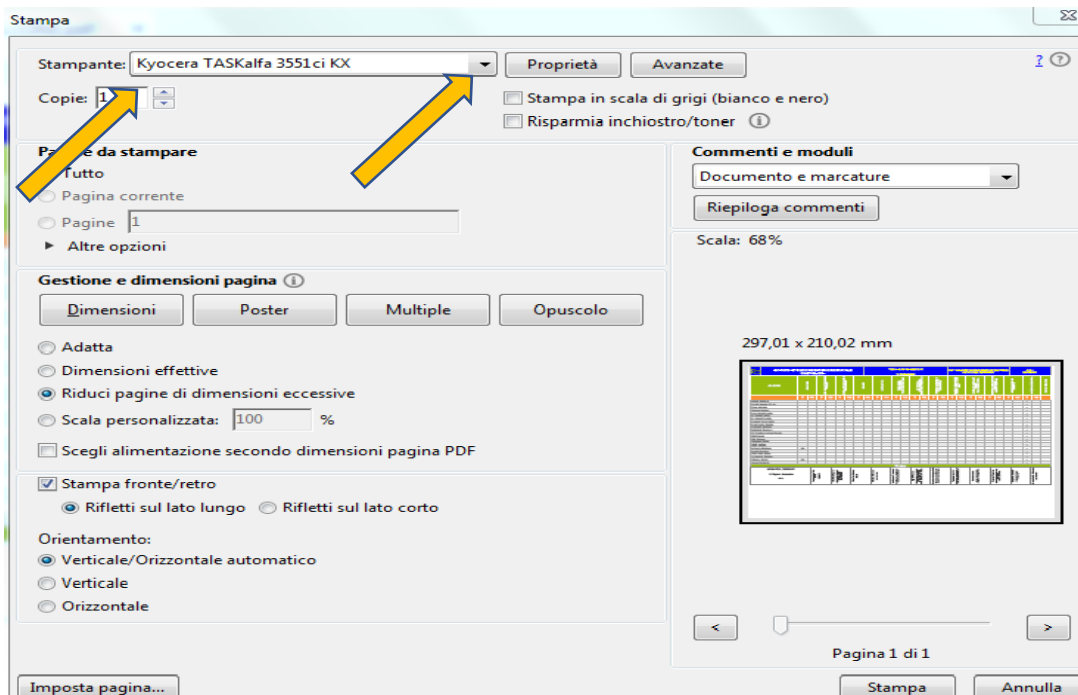 Stampa
Stampante: Kyocera TASKalfa 3551ci KX Proprietà Avanzate ?
Copie: 1
Stampa in scala di grigi (bianco e nero)
Risparmia inchiostro/toner
da stampare
Tutto
Pagina corrente
Pagine 1
Altre opzioni
Commenti e moduli
Documento e marcature
Riepiloga commenti
Scala: 68%
Gestione e dimensioni pagina
Dimensioni Poster Multiple Opuscolo
Adatta
Dimensioni effettive
Riduci pagine di dimensioni eccessive
Scala personalizzata: 100 %
Scegli alimentazione secondo dimensioni pagina PDF
Stampa fronte/retro
Rifletti sul lato lungo Rifletti sul lato corto
Orientamento:
Verticale/Orizzontale automatico
Verticale
Orizzontale
297,01 x 210,02 mm
< >
Pagina 1 di 1
Imposta pagina... Stampa Annulla